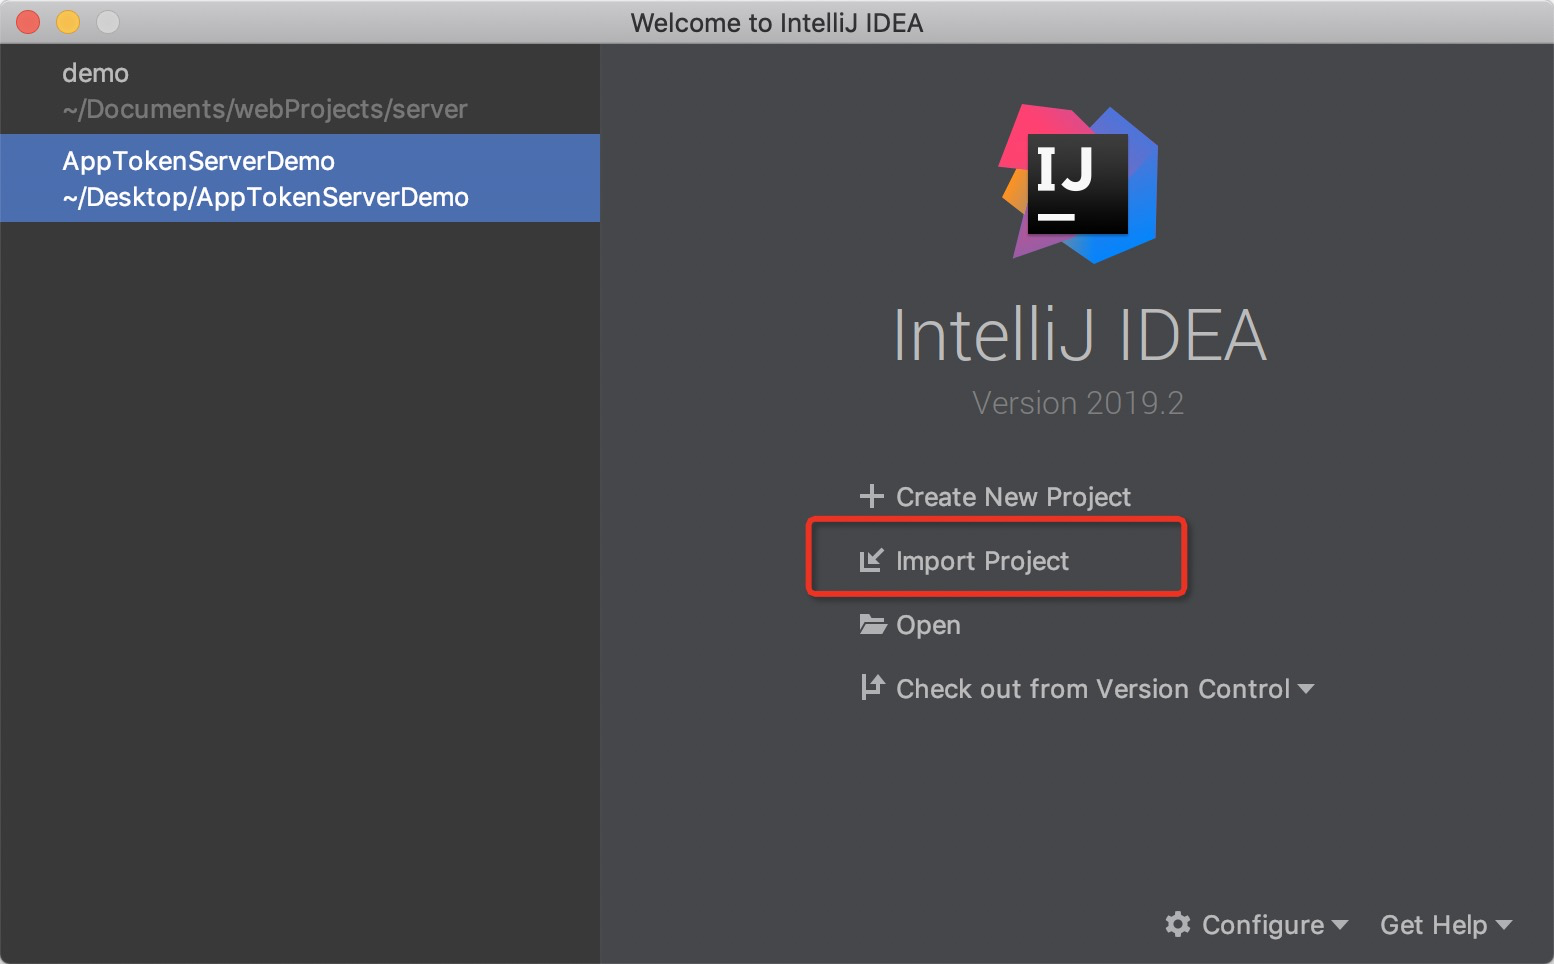 Welcome to IntelliJ IDEA
demo
~/Documents/webProjects/server
AppTokenServerDemo
~/Desktop/AppTokenServerDemo
IJ
IntelliJ IDEA
Version 2019.2
Create New Project
Import Project
Open
Check out from Version Control
Configure
Get Help